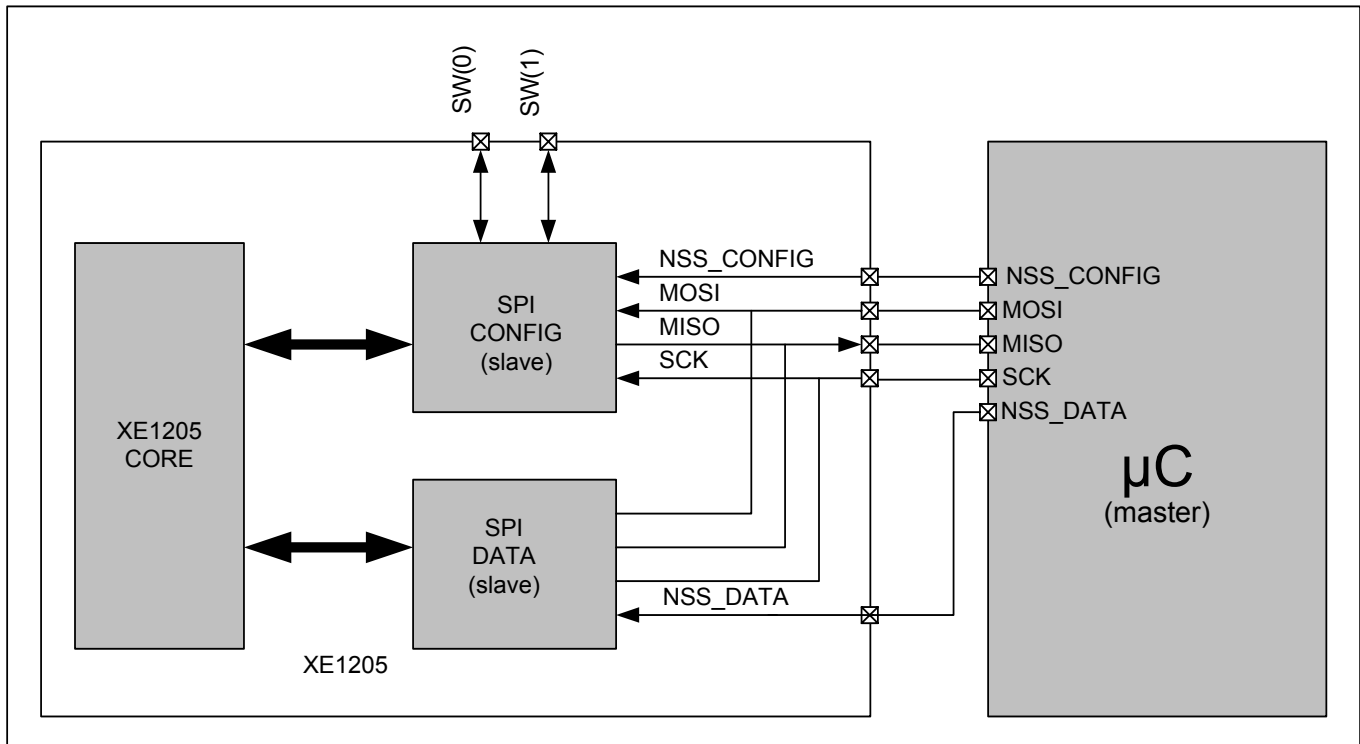 SW(0)
SW(1)
NSS_CONFIG
MOSI
MISO
SCK
SPI
CONFIG
(slave)
NSS_CONFIG
MOSI
MISO
SCK
NSS_DATA
XE1205
CORE
µC
(master)
SPI
DATA
(slave)
NSS_DATA
XE1205